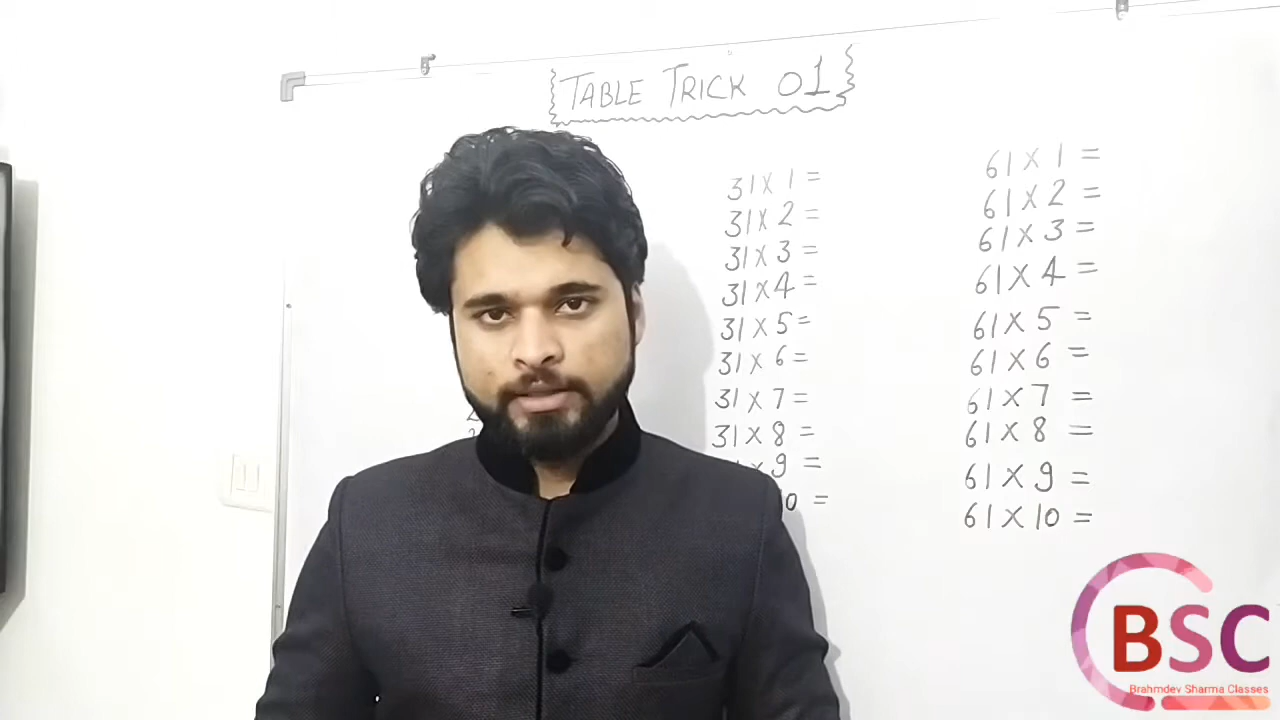 TABLE TRICK 01
31 X 1 =
31 X 2 =
31 X 3 =
31 X 4 =
31 X 5 =
31 X 6 =
31 X 7 =
31 X 8 =
X 9 =
10 =
61 X 1 =
61 X 2 =
61 X 3 =
61 X 4 =
61 X 5 =
61 X 6 =
61 X 7 =
61 X 8 =
61 X 9 =
61 X 10 =
BSC
Brahmdev Sharma Classes